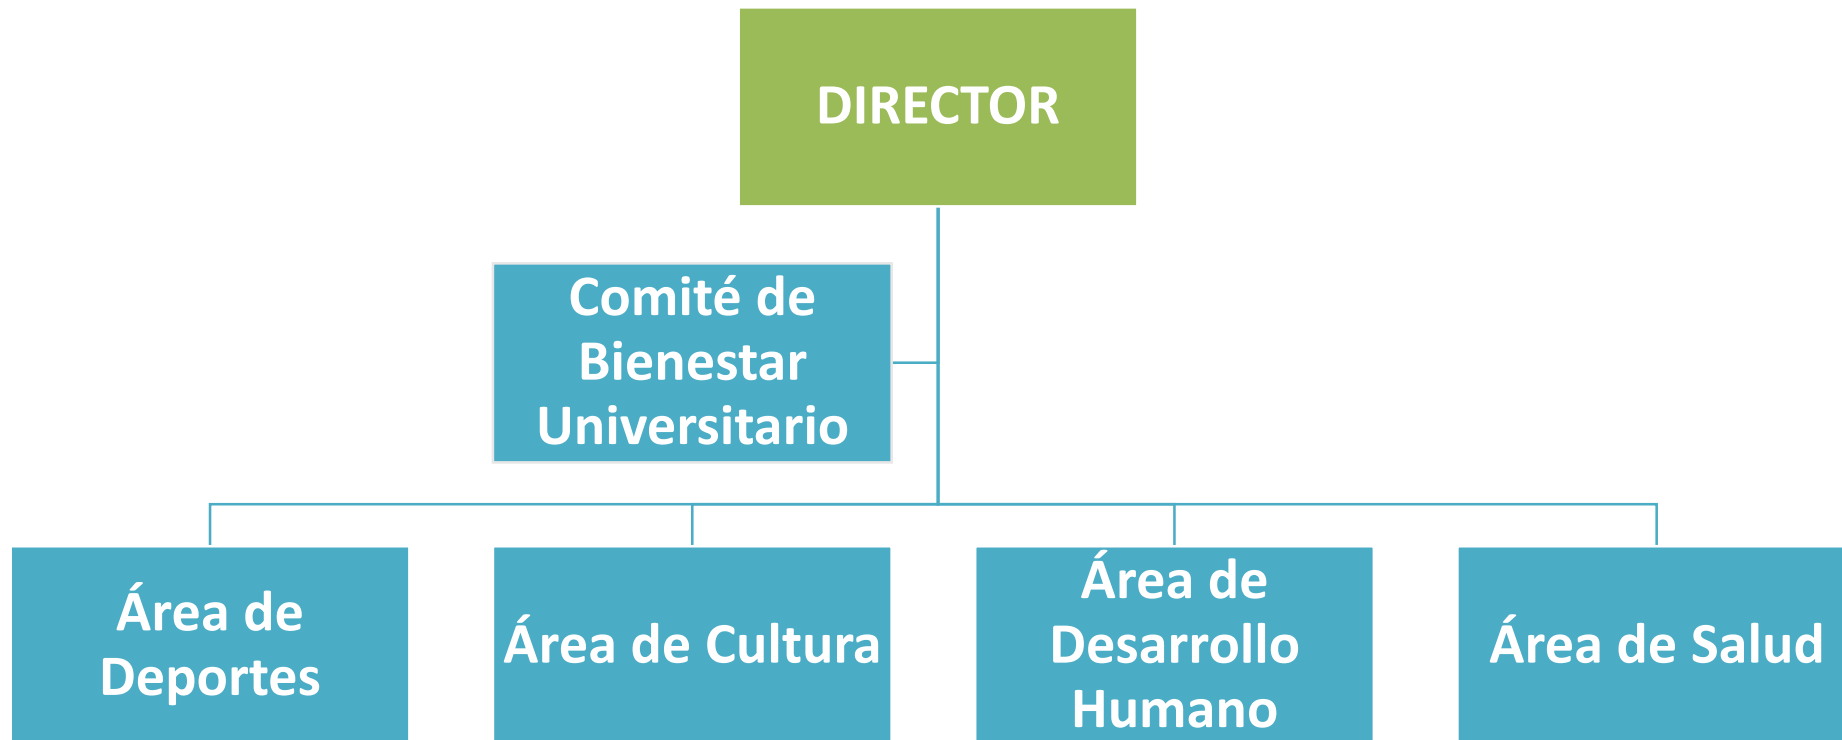 DIRECTOR
Comité de
Bienestar
Universitario
Área de
Deportes
Área de Cultura
Área de
Desarrollo
Humano
Área de Salud